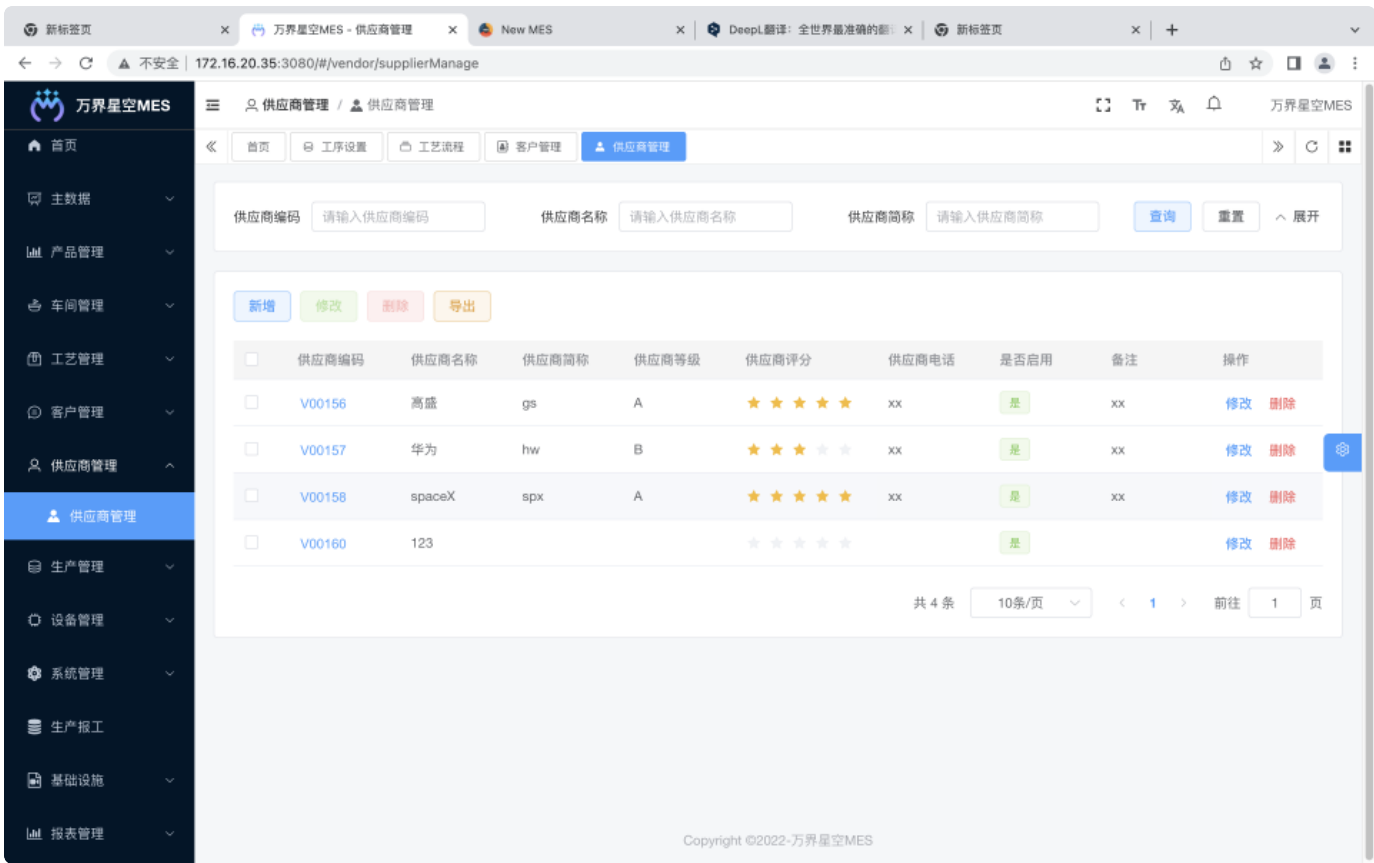 新标签页
万界星空MES - 供应商管理
New MES
DeepL翻译：全世界最准确的翻
新标签页
不安全 172.16.20.35:3080/#/vendor/supplierManage
万界星空MES
供应商管理 / 供应商管理
万界星空MES
首页
主数据
产品管理
车间管理
工艺管理
客户管理
供应商管理
供应商管理
生产管理
设备管理
系统管理
生产报工
基础设施
报表管理
首页 工序设置 工艺流程 客户管理 供应商管理
供应商编码 请输入供应商编码 供应商名称 请输入供应商名称 供应商简称 请输入供应商简称 查询 重置 展开
新增 修改 删除 导出
供应商编码 供应商名称 供应商简称 供应商等级 供应商评分 供应商电话 是否启用 备注 操作
V00156 高盛 gs A xx 是 xx 修改 删除
V00157 华为 hw B xx 是 xx 修改 删除
V00158 spaceX spx A xx 是 xx 修改 删除
V00160 123 是 修改 删除
共 4 条 10条/页 1 前往 1 页
Copyright ©2022-万界星空MES